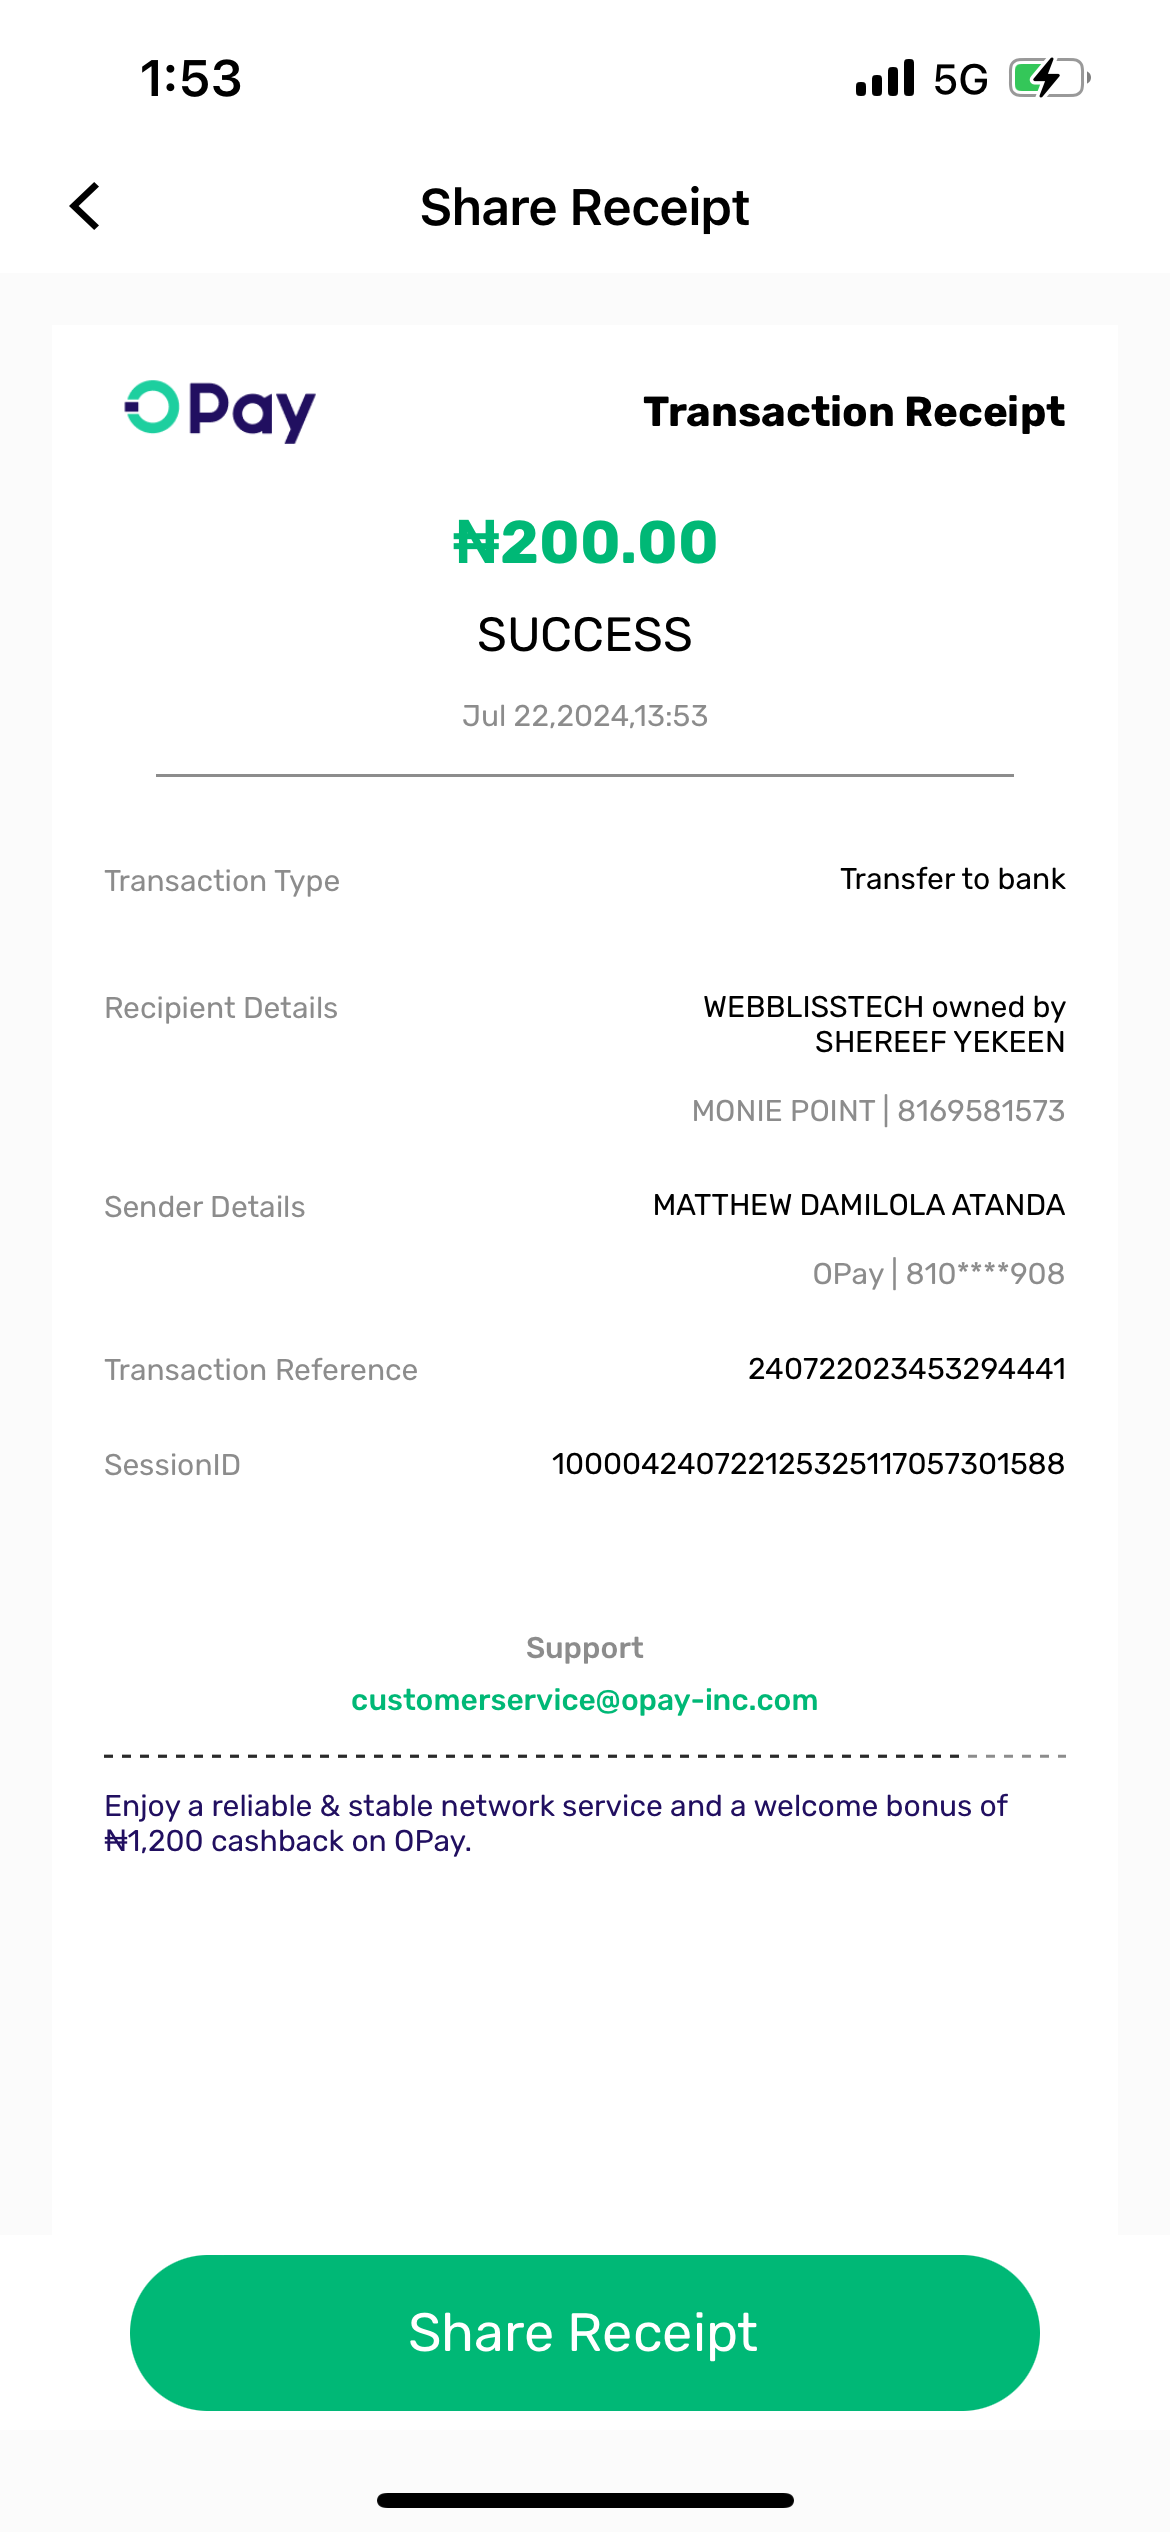 1:53 5G
Share Receipt
OPay Transaction Receipt
₦200.00
SUCCESS
Jul 22,2024,13:53
Transaction Type Transfer to bank
Recipient Details WEBBLISSTECH owned by
SHEREEF YEKEEN
MONIE POINT | 8169581573
Sender Details MATTHEW DAMILOLA ATANDA
OPay | 810****908
Transaction Reference 240722023453294441
SessionID 100004240722125325117057301588
Support
customerservice@opay-inc.com
Enjoy a reliable & stable network service and a welcome bonus of
₦1,200 cashback on OPay.
Share Receipt